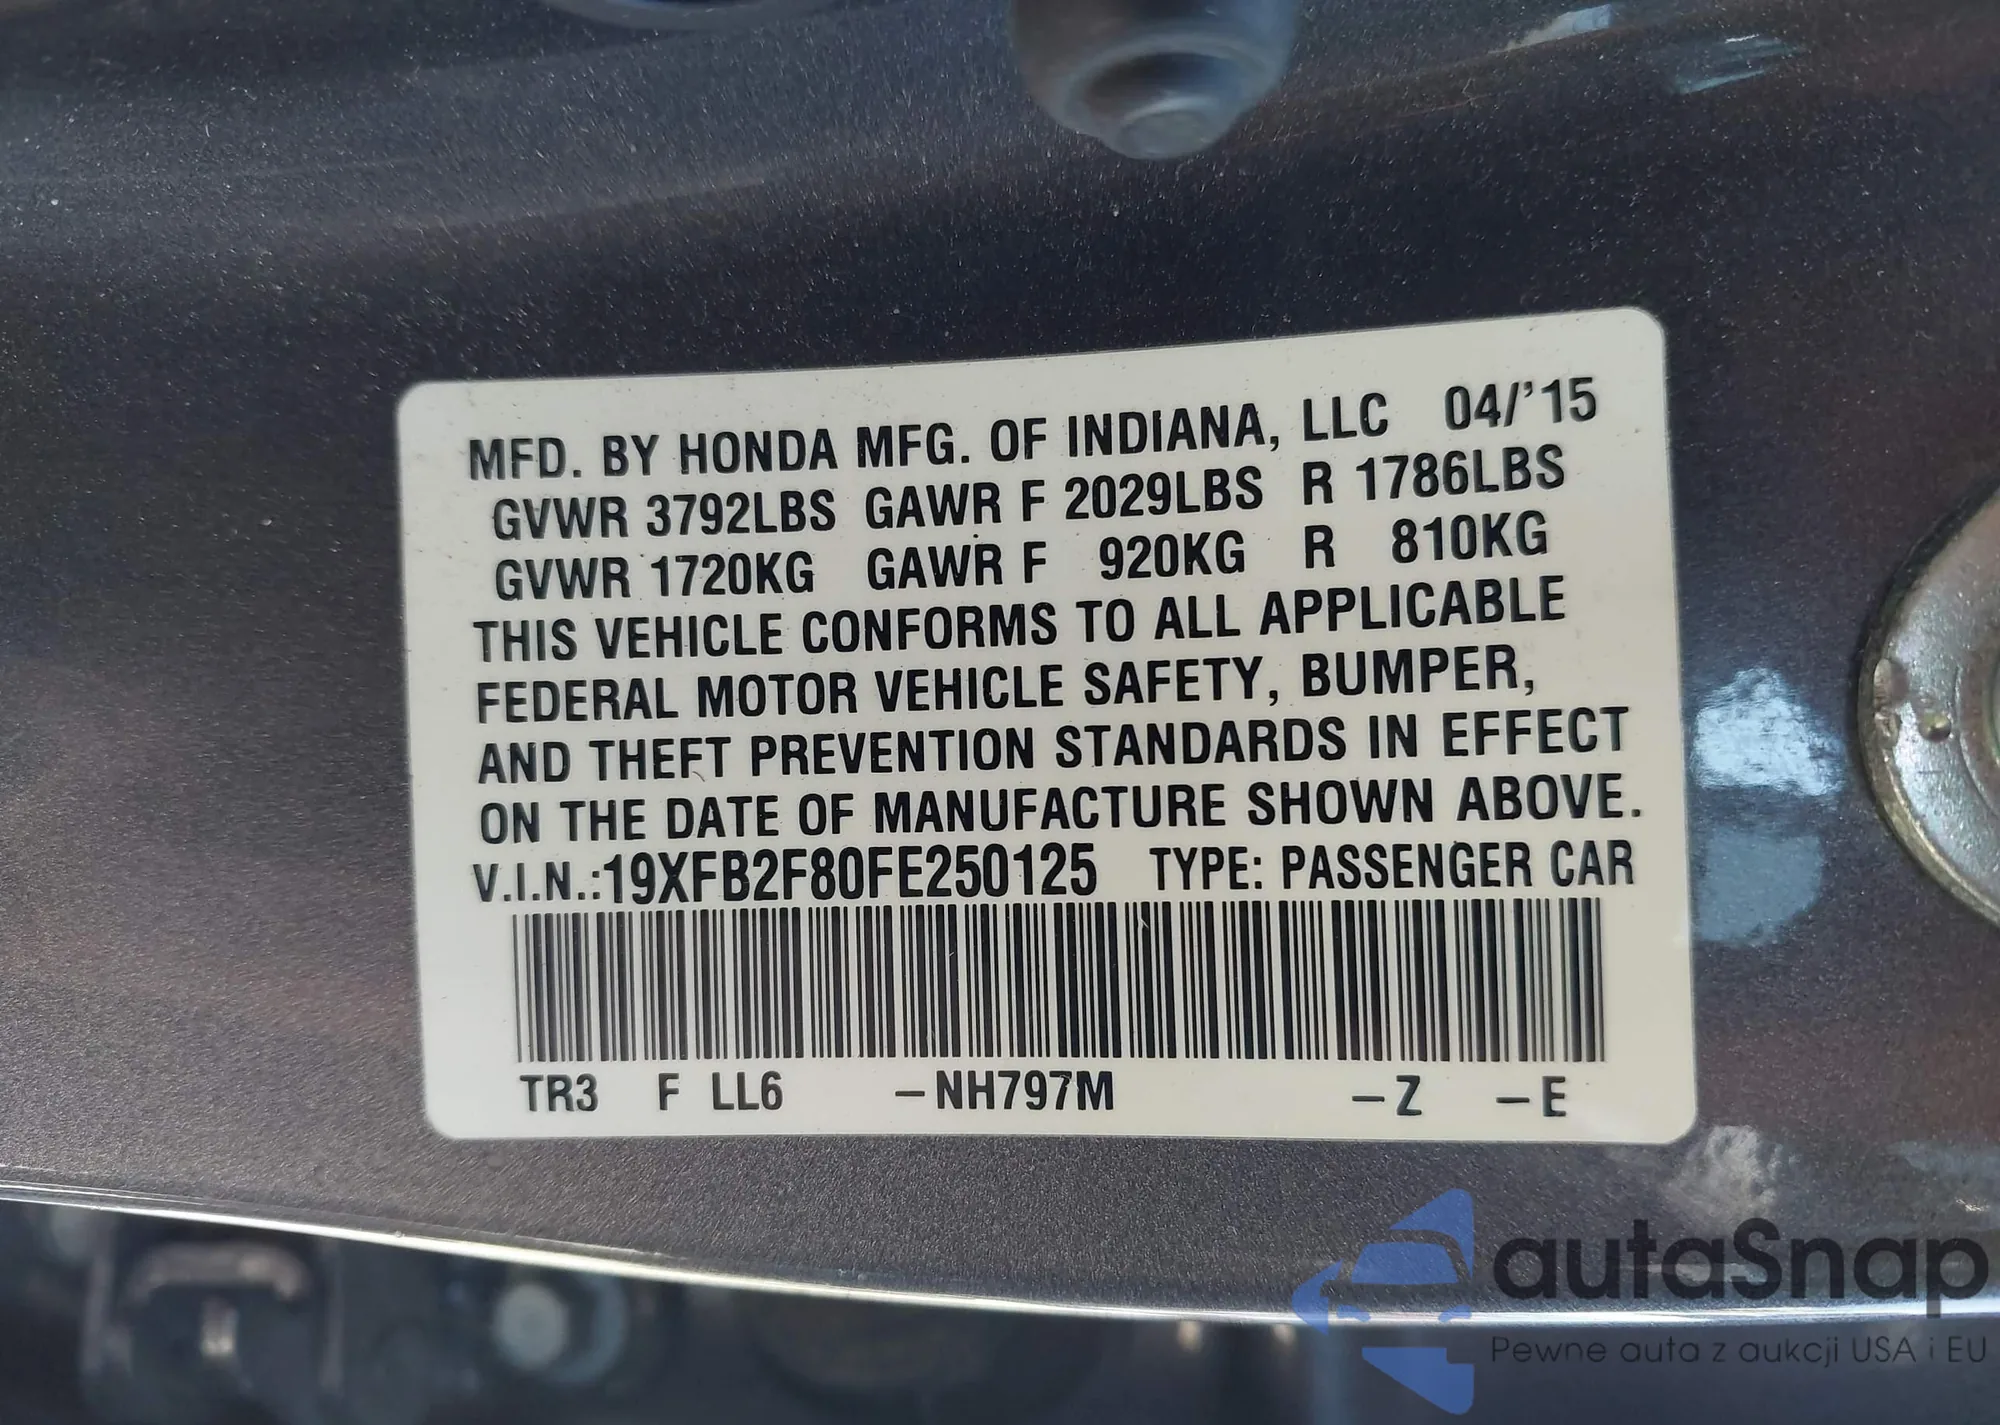 MFD. BY HONDA MFG. OF INDIANA, LLC 04/'15
GVWR 3792LBS GAWR F 2029LBS R 1786LBS
GVWR 1720KG GAWR F 920KG R 810KG
THIS VEHICLE CONFORMS TO ALL APPLICABLE
FEDERAL MOTOR VEHICLE SAFETY, BUMPER,
AND THEFT PREVENTION STANDARDS IN EFFECT
ON THE DATE OF MANUFACTURE SHOWN ABOVE.
V.I.N.:19XFB2F80FE250125 TYPE: PASSENGER CAR
TR3 F LL6 –NH797M –Z –E
autaSnap
Pewne auta z aukcji USA i EU